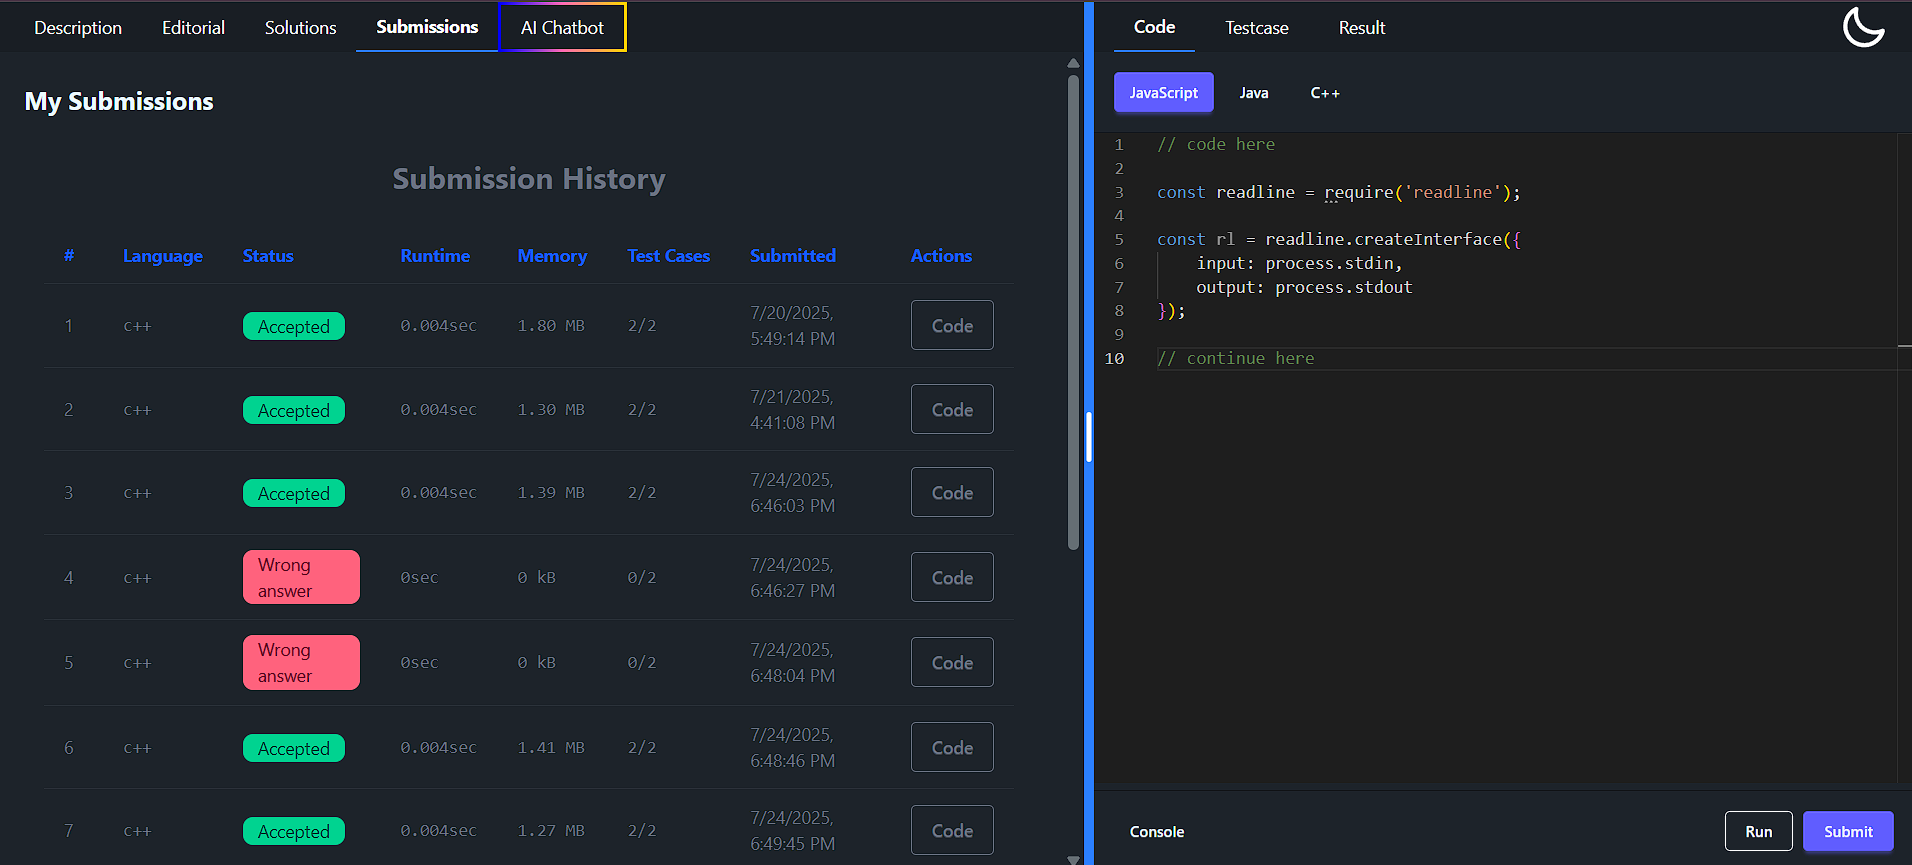 Description Editorial Solutions Submissions AI Chatbot
My Submissions
Submission History
# Language Status Runtime Memory Test Cases Submitted Actions
1 c++ Accepted 0.004sec 1.80 MB 2/2 7/20/2025, 5:49:14 PM Code
2 c++ Accepted 0.004sec 1.30 MB 2/2 7/21/2025, 4:41:08 PM Code
3 c++ Accepted 0.004sec 1.39 MB 2/2 7/24/2025, 6:46:03 PM Code
4 c++ Wrong answer 0sec 0 kB 0/2 7/24/2025, 6:46:27 PM Code
5 c++ Wrong answer 0sec 0 kB 0/2 7/24/2025, 6:48:04 PM Code
6 c++ Accepted 0.004sec 1.41 MB 2/2 7/24/2025, 6:48:46 PM Code
7 c++ Accepted 0.004sec 1.27 MB 2/2 7/24/2025, 6:49:45 PM Code
Code Testcase Result
JavaScript Java C++
1 // code here
2
3 const readline = require('readline');
4
5 const rl = readline.createInterface({
6     input: process.stdin,
7     output: process.stdout
8 });
9
10 // continue here
Console Run Submit